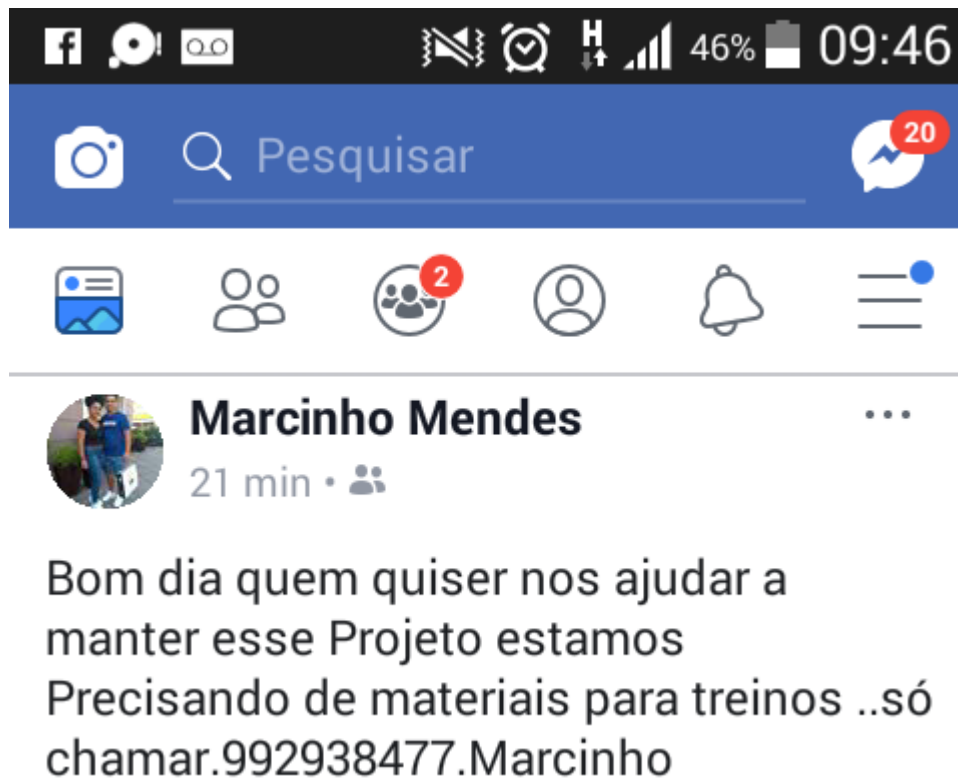 46% 09:46
Pesquisar
20
2
Marcinho Mendes
21 min
Bom dia quem quiser nos ajudar a
manter esse Projeto estamos
Precisando de materiais para treinos ..só
chamar.992938477.Marcinho